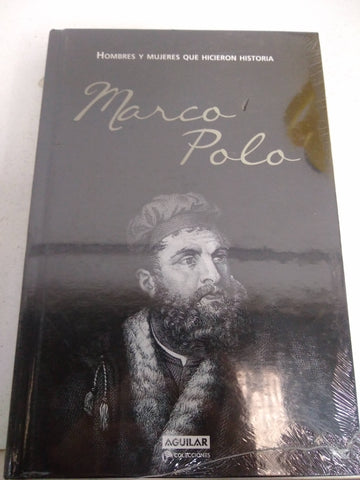 HOMBRES Y MUJERES QUE HICIERON HISTORIA
Marco
Polo
AGUILAR
COLECCIONES